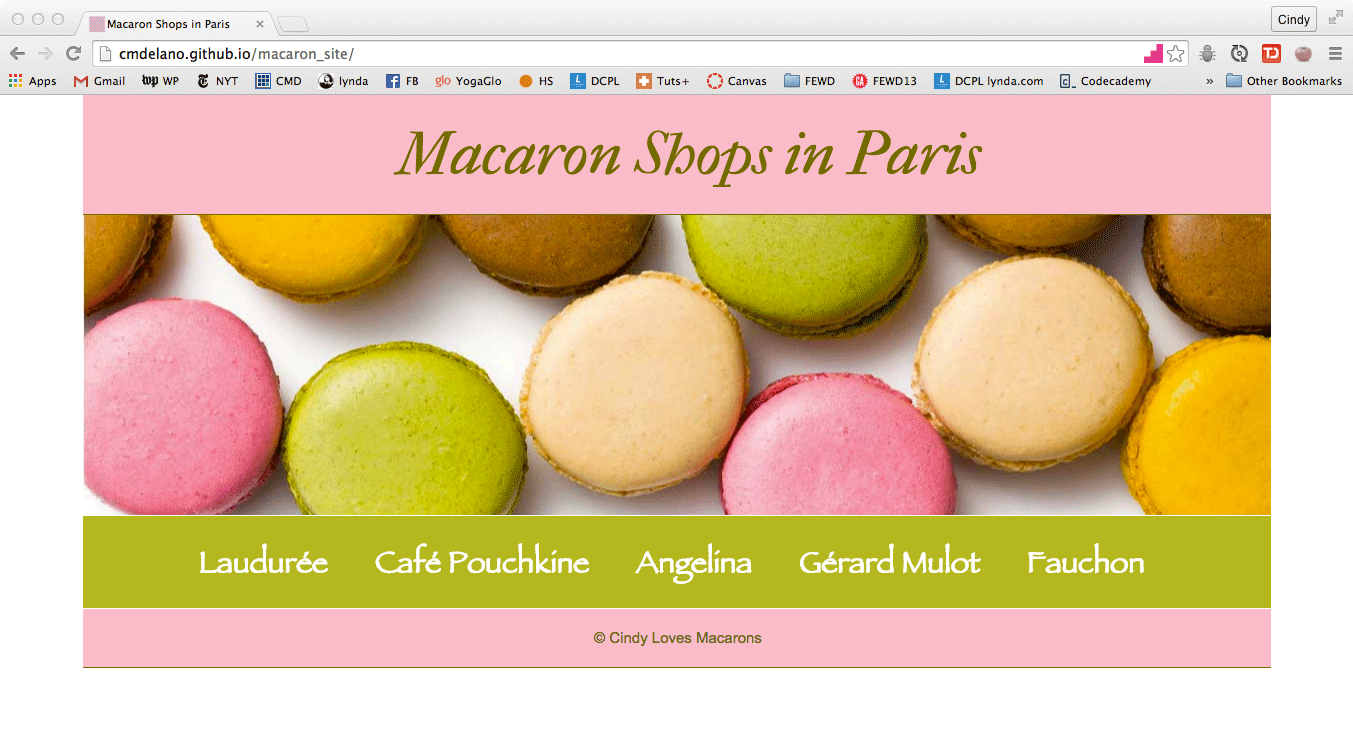 Macaron Shops in Paris
Cindy
cmdelano.github.io/macaron_site/
Apps Gmail WP NYT CMD lynda FB glo YogaGlo HS DCPL Tuts+ Canvas FEWD FEWD13 DCPL lynda.com Codecademy » Other Bookmarks
Macaron Shops in Paris
Laudurée Café Pouchkine Angelina Gérard Mulot Fauchon
© Cindy Loves Macarons